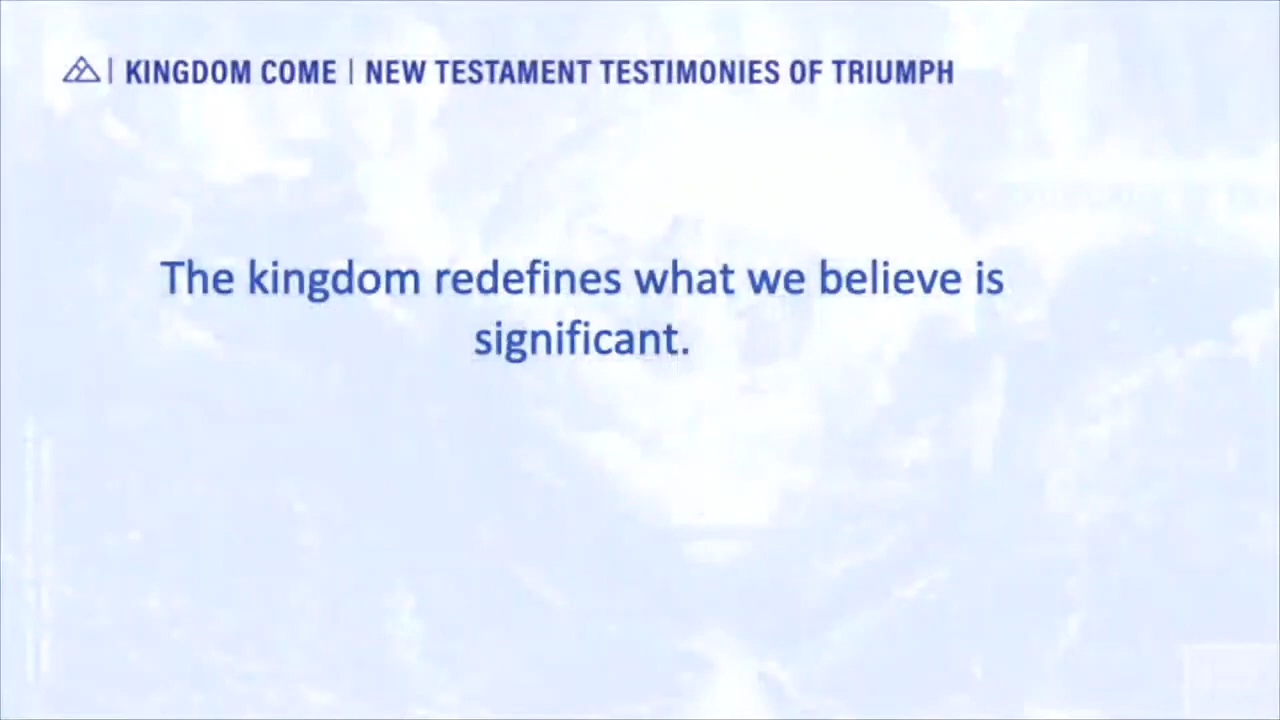 | KINGDOM COME | NEW TESTAMENT TESTIMONIES OF TRIUMPH
The kingdom redefines what we believe is
significant.